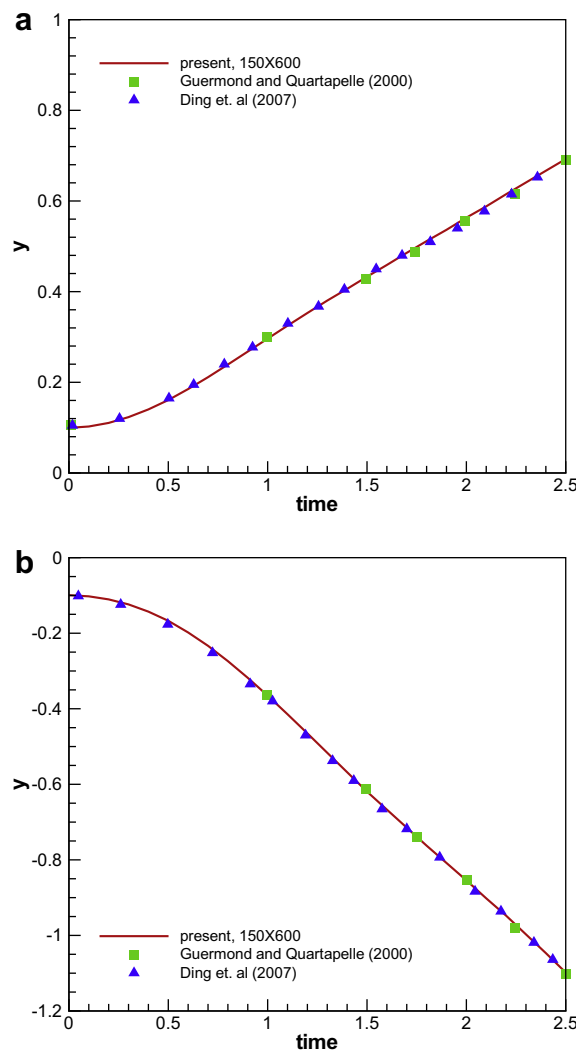 a
1
0.8
0.6
0.4
0.2
0
y
present, 150X600
Guermond and Quartapelle (2000)
Ding et. al (2007)
0 0.5 1 1.5 2 2.5
time
b
0
-0.2
-0.4
-0.6
-0.8
-1
-1.2
y
present, 150X600
Guermond and Quartapelle (2000)
Ding et. al (2007)
0 0.5 1 1.5 2 2.5
time